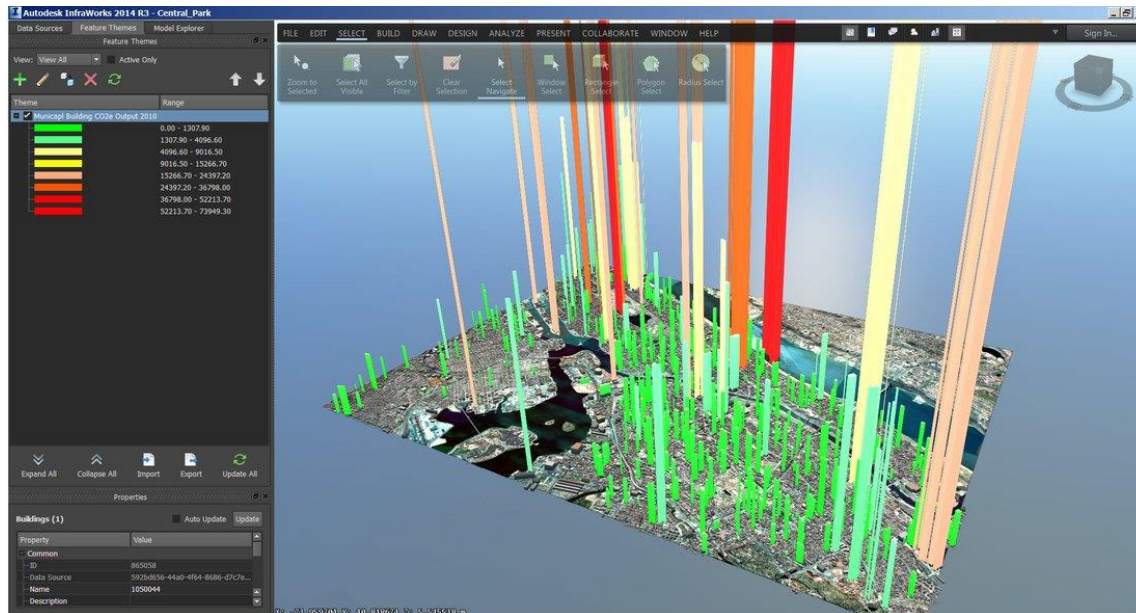 Autodesk InfraWorks 2014 R3 - Central_Park
Data Sources Feature Themes Model Explorer
Feature Themes
View: View All Active Only
Theme Range
Municapl Building CO2e Output 2010
0.00 - 1307.90
1307.90 - 4096.60
4096.60 - 9016.50
9016.50 - 15266.70
15266.70 - 24397.20
24397.20 - 36798.00
36798.00 - 52213.70
52213.70 - 73949.30
Expand All Collapse All Import Export Update All
Properties
Buildings (1) Auto Update Update
Property Value
Common
ID 865058
Data Source 592bd656-44a0-4f64-8686-d7c7e...
Name 1050044
Description
FILE EDIT SELECT BUILD DRAW DESIGN ANALYZE PRESENT COLLABORATE WINDOW HELP Sign In...
Zoom to Selected
Select All Visible
Select by Filter
Clear Selection
Select Navigate
Window Select
Rectangle Select
Polygon Select
Radius Select